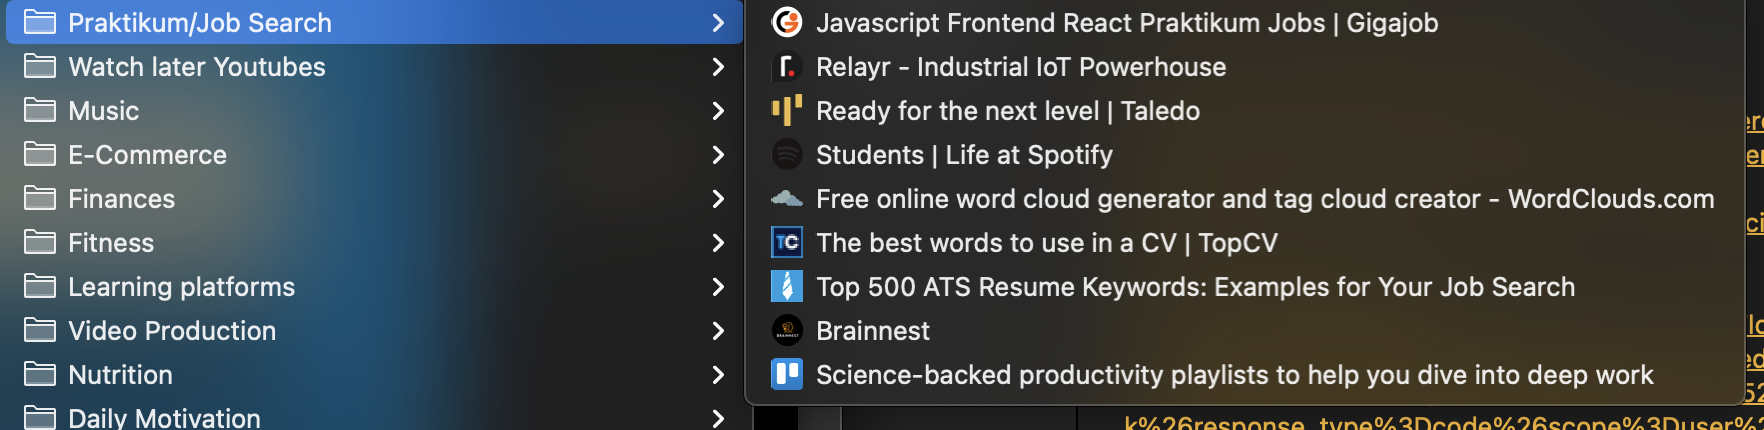 Praktikum/Job Search
Watch later Youtubes
Music
E-Commerce
Finances
Fitness
Learning platforms
Video Production
Nutrition
Daily Motivation
Javascript Frontend React Praktikum Jobs | Gigajob
Relayr - Industrial IoT Powerhouse
Ready for the next level | Taledo
Students | Life at Spotify
Free online word cloud generator and tag cloud creator - WordClouds.com
TC
The best words to use in a CV | TopCV
Top 500 ATS Resume Keywords: Examples for Your Job Search
BRAINNEST
Brainnest
Science-backed productivity playlists to help you dive into deep work
k%26response_type%3Dcode%26scope%3Duser%